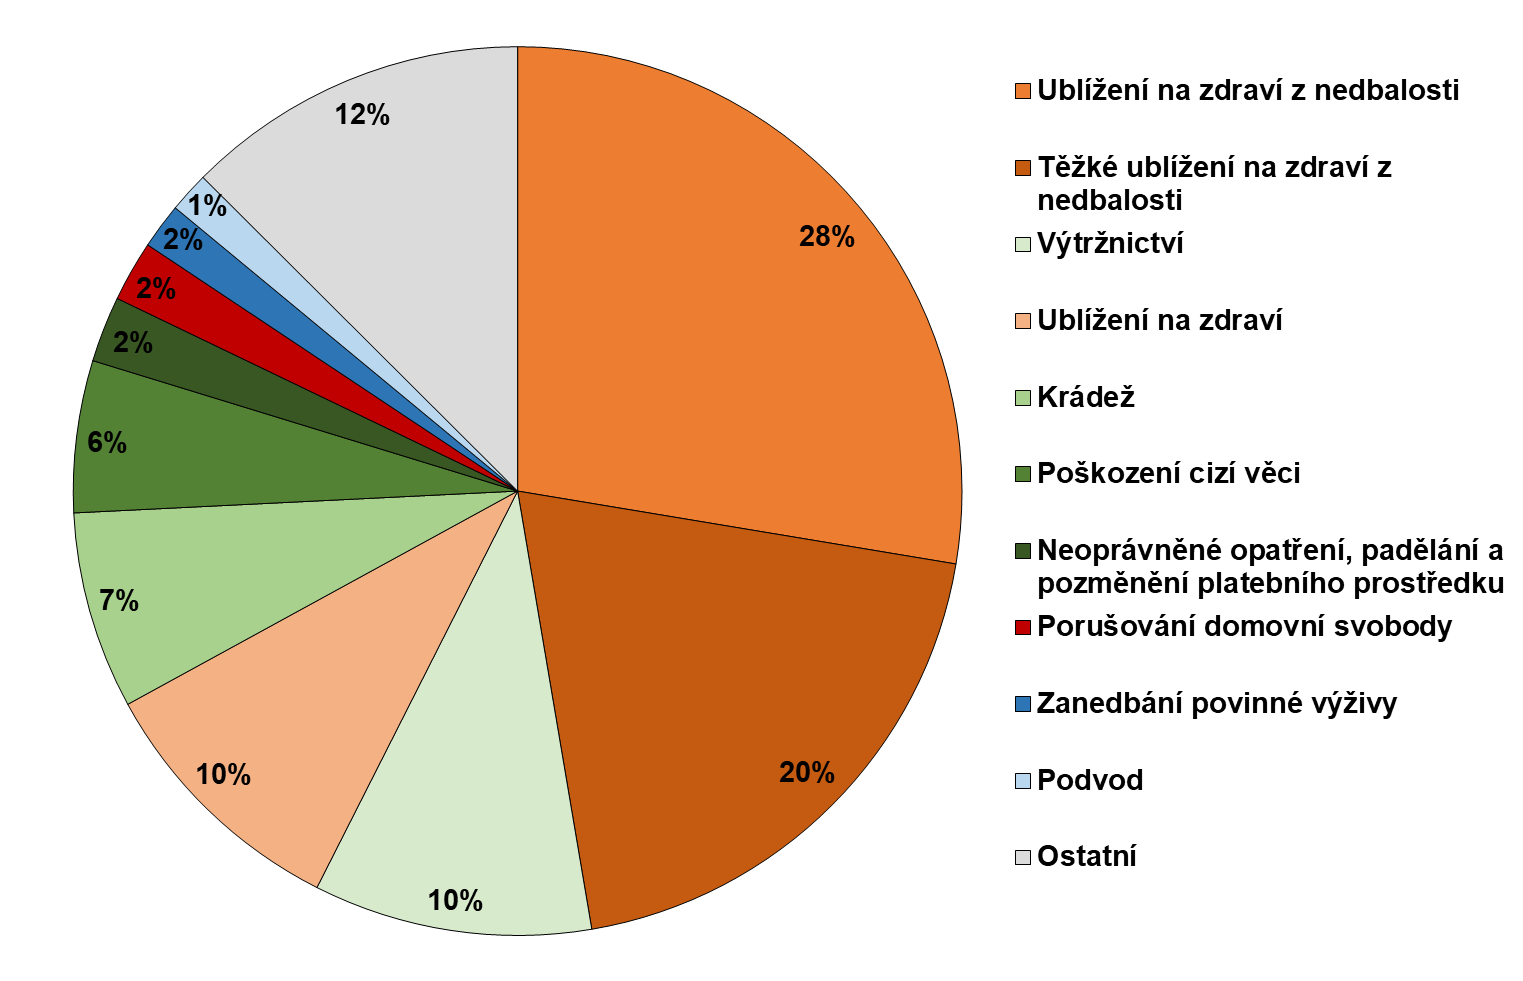 12%
1%
2%
2%
2%
6%
7%
10%
10%
20%
28%
Ublížení na zdraví z nedbalosti
Těžké ublížení na zdraví z
nedbalosti
Výtržnictví
Ublížení na zdraví
Krádež
Poškození cizí věci
Neoprávněné opatření, padělání a
pozměnění platebního prostředku
Porušování domovní svobody
Zanedbání povinné výživy
Podvod
Ostatní